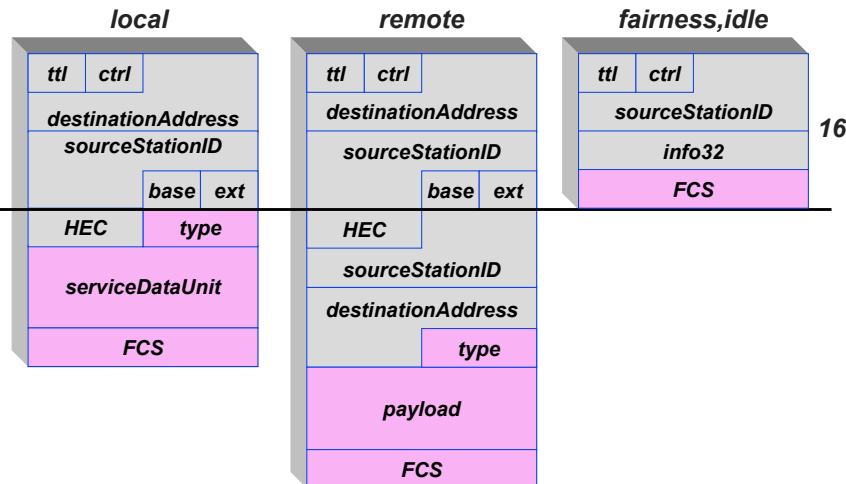 local
ttl ctrl
destinationAddress
sourceStationID
base ext
HEC type
serviceDataUnit
FCS
remote
ttl ctrl
destinationAddress
sourceStationID
base ext
HEC
sourceStationID
destinationAddress
type
payload
FCS
fairness,idle
ttl ctrl
sourceStationID
info32
FCS
16